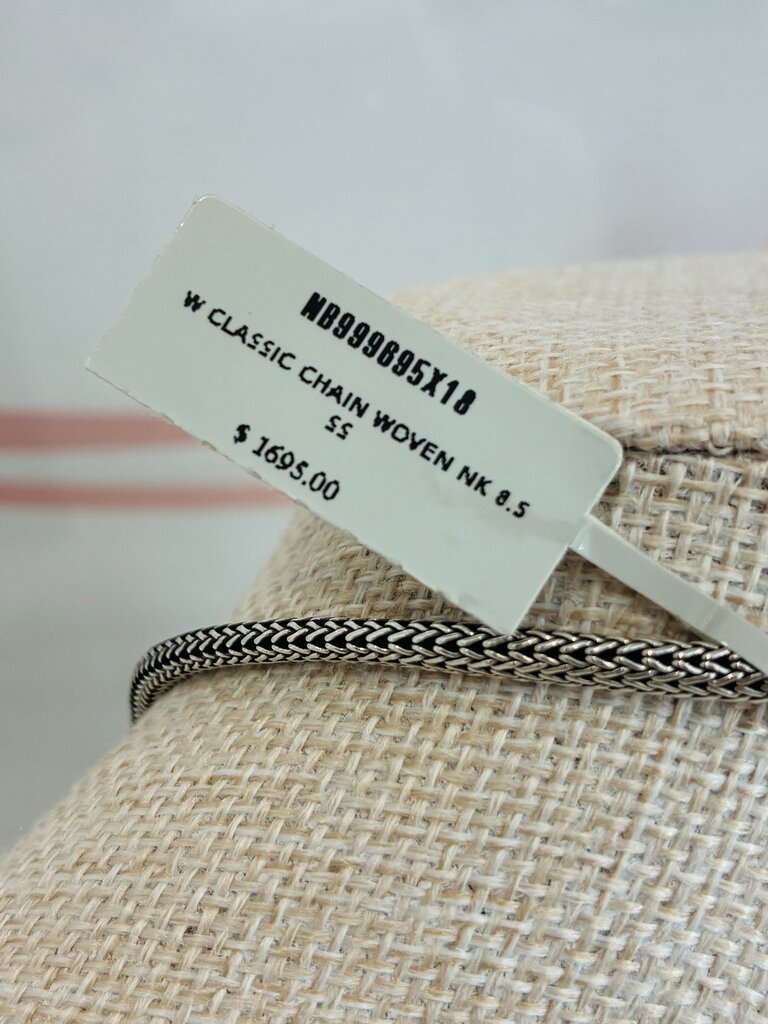 NB999695X18
W CLASSIC CHAIN WOVEN NK 8.5
SS
$ 1695.00